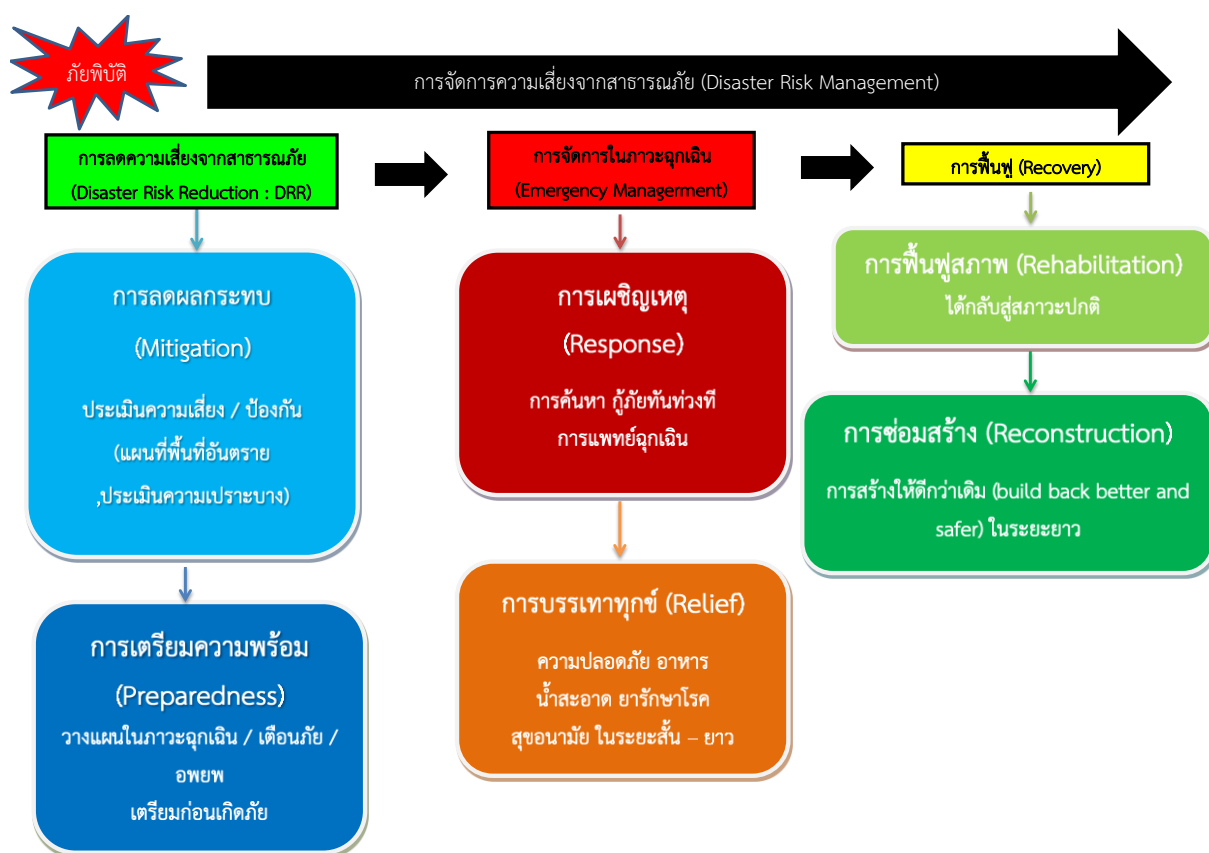 ภัยพิบัติ
การจัดการความเสี่ยงจากสาธารณภัย (Disaster Risk Management)
การลดความเสี่ยงจากสาธารณภัย
(Disaster Risk Reduction : DRR)
การจัดการในภาวะฉุกเฉิน
(Emergency Managerment)
การฟื้นฟู (Recovery)
การลดผลกระทบ
(Mitigation)
ประเมินความเสี่ยง / ป้องกัน
(แผนที่พื้นที่อันตราย
,ประเมินความเปราะบาง)
การเตรียมความพร้อม
(Preparedness)
วางแผนในภาวะฉุกเฉิน / เตือนภัย /
อพยพ
เตรียมก่อนเกิดภัย
การเผชิญเหตุ
(Response)
การค้นหา กู้ภัยทันท่วงที
การแพทย์ฉุกเฉิน
การบรรเทาทุกข์ (Relief)
ความปลอดภัย อาหาร
น้ำสะอาด ยารักษาโรค
สุขอนามัย ในระยะสั้น – ยาว
การฟื้นฟูสภาพ (Rehabilitation)
ได้กลับสู่สภาวะปกติ
การซ่อมสร้าง (Reconstruction)
การสร้างให้ดีกว่าเดิม (build back better and
safer) ในระยะยาว